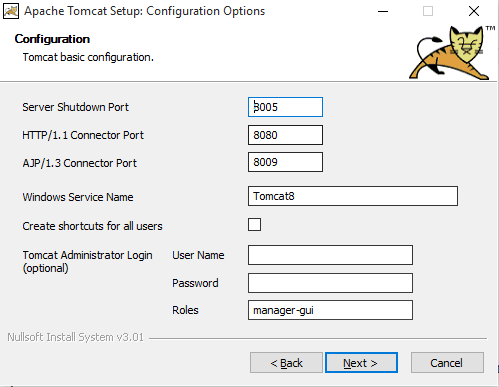 Apache Tomcat Setup: Configuration Options
Configuration
Tomcat basic configuration.
TM
Server Shutdown Port 8005
HTTP/1.1 Connector Port 8080
AJP/1.3 Connector Port 8009
Windows Service Name Tomcat8
Create shortcuts for all users
Tomcat Administrator Login User Name
(optional)
Password
Roles manager-gui
Nullsoft Install System v3.01
< Back Next > Cancel